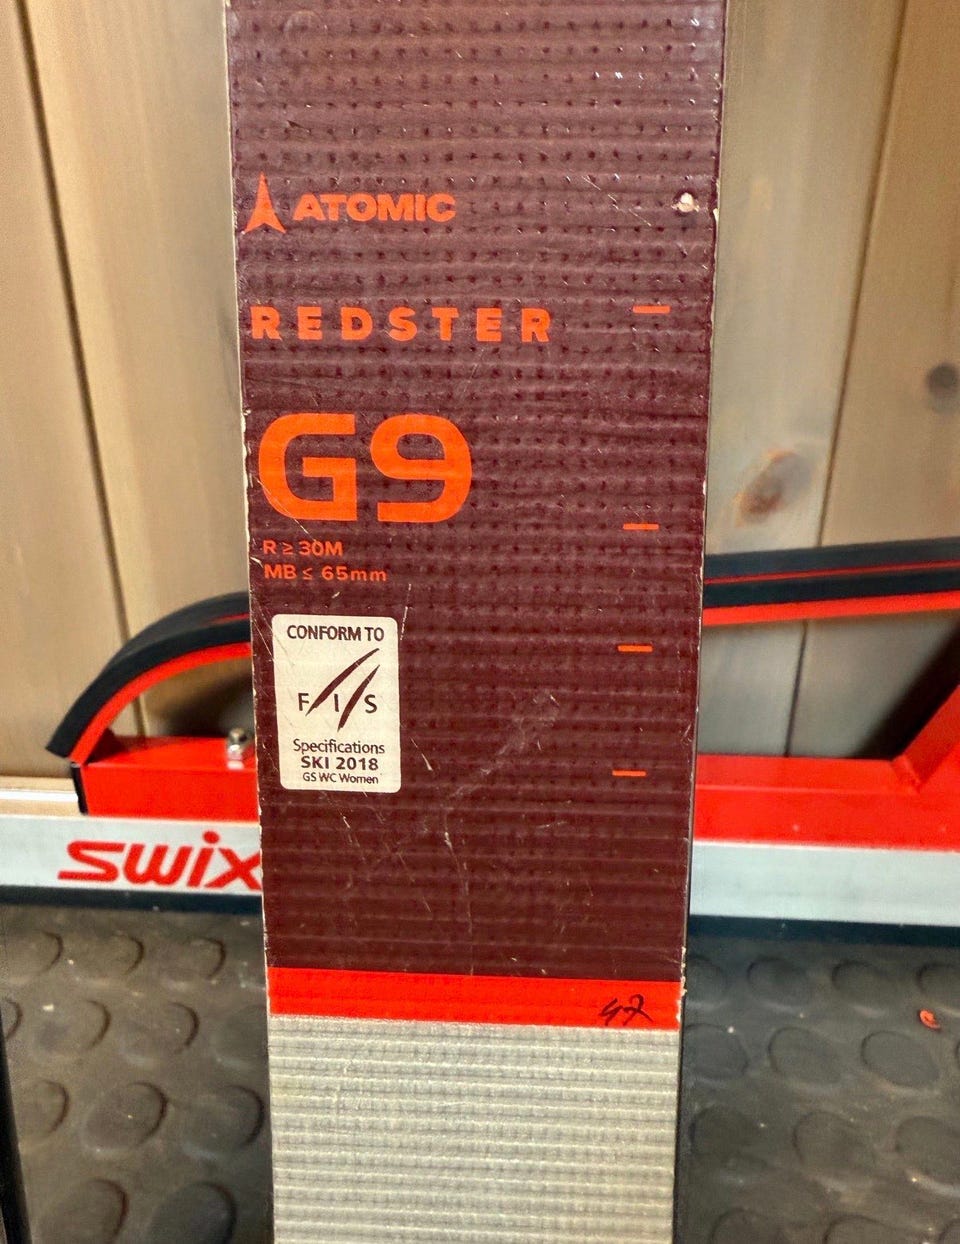 ATOMIC
REDSTER
G9
R ≥ 30M
MB ≤ 65mm
CONFORM TO
F I S
Specifications
SKI 2018
GS WC Women
swix